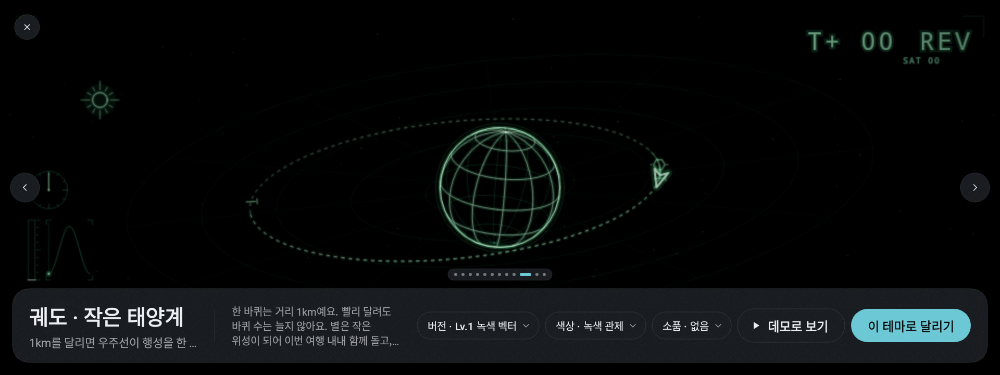 T+ 00 REV
SAT 00
궤도 · 작은 태양계
1km를 달리면 우주선이 행성을 한 ...
한 바퀴는 거리 1km예요. 빨리 달려도
바퀴 수는 늘지 않아요. 별은 작은
위성이 되어 이번 여행 내내 함께 돌고,...
버전 · Lv.1 녹색 벡터
색상 · 녹색 관제
소품 · 없음
데모로 보기
이 테마로 달리기